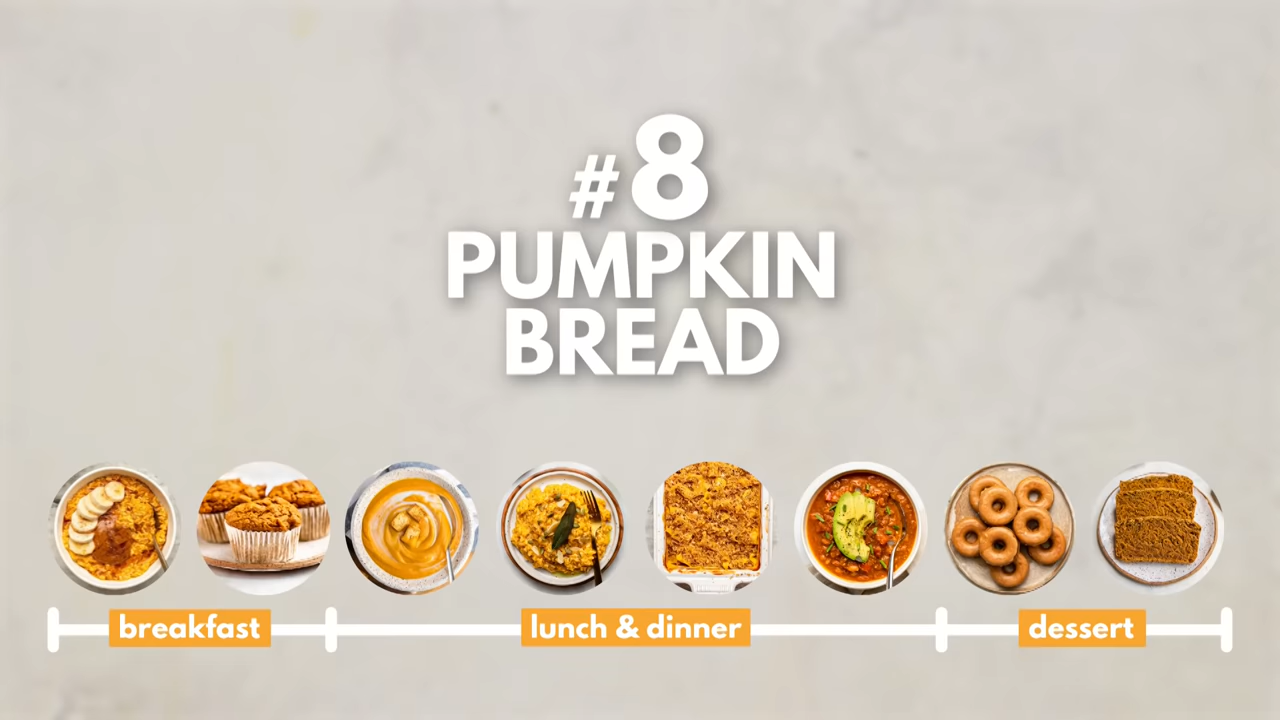 #8
PUMPKIN
BREAD
breakfast
lunch & dinner
dessert